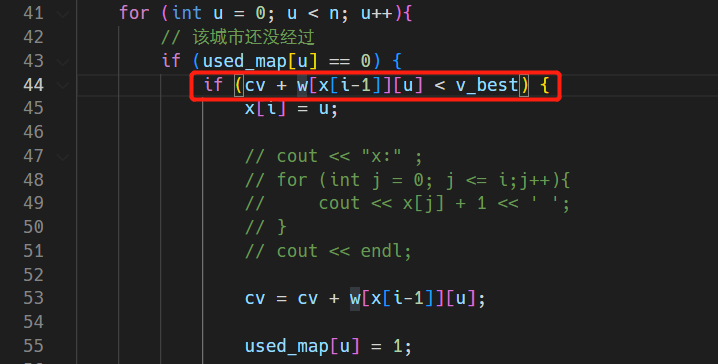 41 for (int u = 0; u < n; u++){
42 // 该城市还没经过
43 if (used_map[u] == 0) {
44 if (cv + w[x[i-1]][u] < v_best) {
45 x[i] = u;
46
47 // cout << "x:" ;
48 // for (int j = 0; j <= i;j++){
49 //     cout << x[j] + 1 << ' ';
50 // }
51 // cout << endl;
52
53 cv = cv + w[x[i-1]][u];
54
55 used_map[u] = 1;